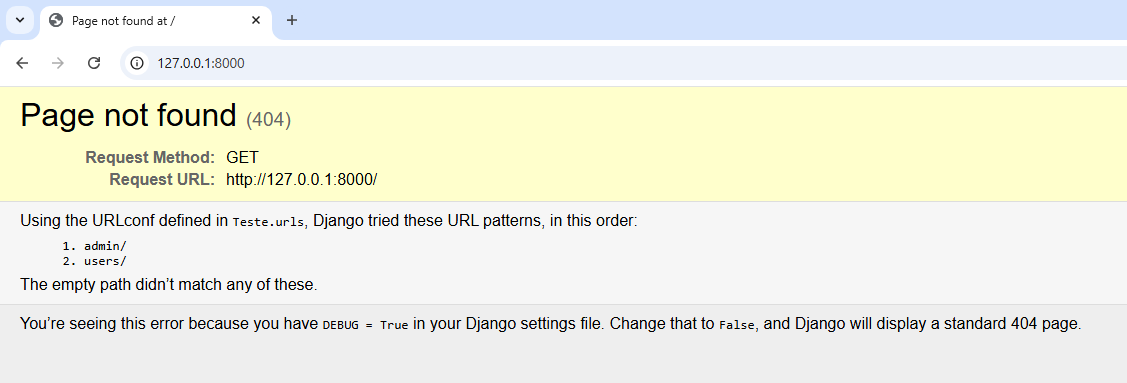 Page not found at /
127.0.0.1:8000
Page not found (404)
Request Method: GET
Request URL: http://127.0.0.1:8000/
Using the URLconf defined in Teste.urls, Django tried these URL patterns, in this order:
1. admin/
2. users/
The empty path didn’t match any of these.
You’re seeing this error because you have DEBUG = True in your Django settings file. Change that to False, and Django will display a standard 404 page.